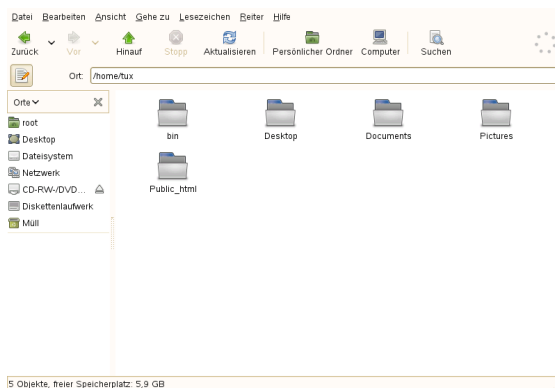 Datei Bearbeiten Ansicht Gehe zu Lesezeichen Reiter Hilfe
Zurück Vor Hinauf Stopp Aktualisieren Persönlicher Ordner Computer Suchen
Ort: /home/tux
Orte
root
Desktop
Dateisystem
Netzwerk
CD-RW-/DVD...
Diskettenlaufwerk
Müll
bin Desktop Documents Pictures
Public_html
5 Objekte, freier Speicherplatz: 5,9 GB